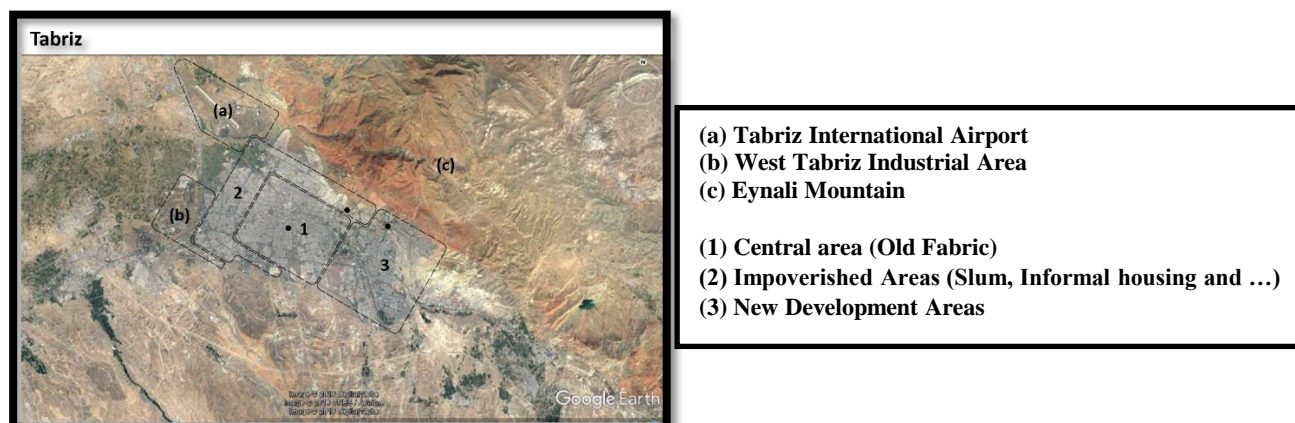 Tabriz
N
(a)
(c)
2
(b)
1
3
Google Earth
(a) Tabriz International Airport
(b) West Tabriz Industrial Area
(c) Eynali Mountain
(1) Central area (Old Fabric)
(2) Impoverished Areas (Slum, Informal housing and …)
(3) New Development Areas